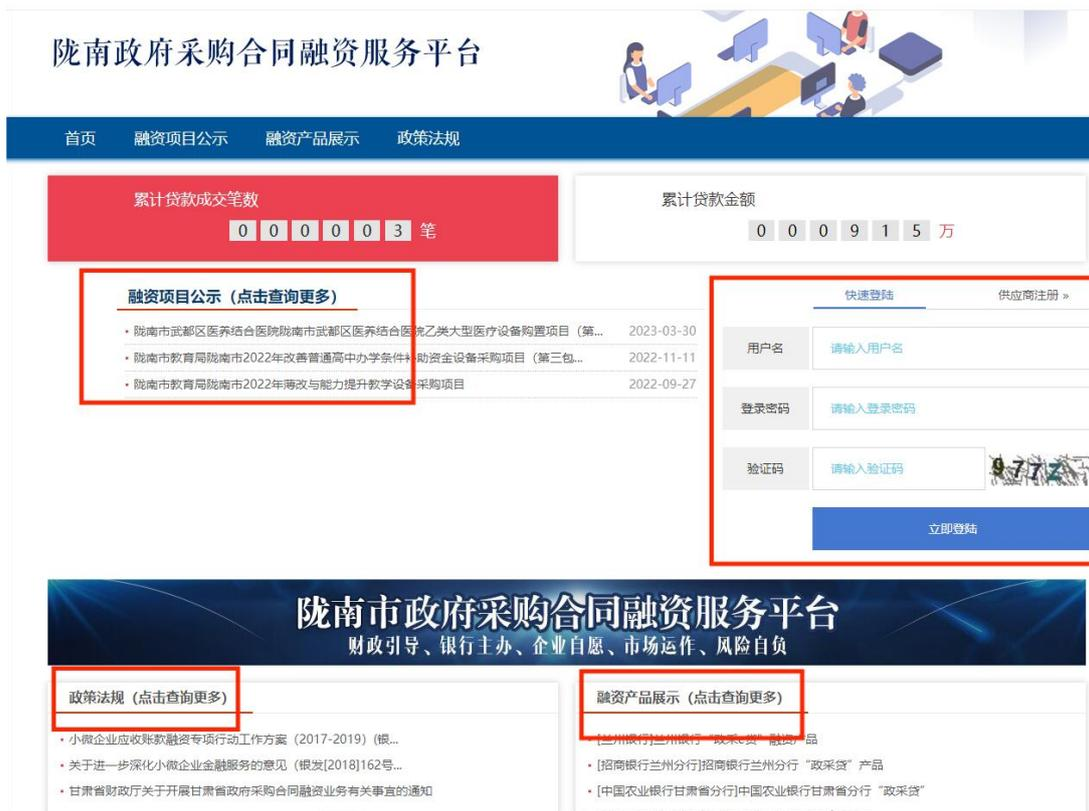 陇南政府采购合同融资服务平台
首页 融资项目公示 融资产品展示 政策法规
累计贷款成交笔数
0 0 0 0 0 3 笔
累计贷款金额
0 0 0 9 1 5 万
融资项目公示（点击查询更多）
• 陇南市武都区医养结合医院陇南市武都区医养结合医院乙类大型医疗设备购置项目（第... 2023-03-30
• 陇南市教育局陇南市2022年改善普通高中办学条件补助资金设备采购项目（第三包... 2022-11-11
• 陇南市教育局陇南市2022年薄改与能力提升教学设备采购项目 2022-09-27
快速登陆 供应商注册 »
用户名 请输入用户名
登录密码 请输入登录密码
验证码 请输入验证码 977Z
立即登陆
陇南市政府采购合同融资服务平台
财政引导、银行主办、企业自愿、市场运作、风险自负
政策法规（点击查询更多）
• 小微企业应收账款融资专项行动工作方案（2017-2019）(银...
• 关于进一步深化小微企业金融服务的意见（银发[2018]162号...
• 甘肃省财政厅关于开展甘肃省政府采购合同融资业务有关事宜的通知
融资产品展示（点击查询更多）
• [兰州银行]兰州银行“政采e贷”融资产品
• [招商银行兰州分行]招商银行兰州分行“政采贷”产品
• [中国农业银行甘肃省分行]中国农业银行甘肃省分行“政采贷”